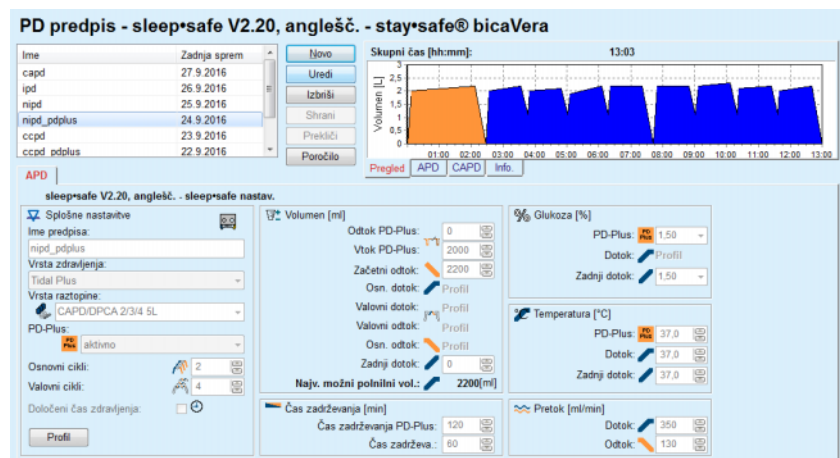 PD predpis - sleep•safe V2.20, anglešč. - stay•safe® bicaVera
Ime Zadnja sprem
capd 27.9.2016
ipd 26.9.2016
nipd 25.9.2016
nipd_pdplus 24.9.2016
ccpd 23.9.2016
ccpd_pdplus 22.9.2016
Novo
Uredi
Izbriši
Shrani
Prekliči
Poročilo
Skupni čas [hh:mm]: 13:03
Volumen [L]
3
2,5
2
1,5
1
0,5
0
01:00 02:00 03:00 04:00 05:00 06:00 07:00 08:00 09:00 10:00 11:00 12:00 13:00
Pregled APD CAPD Info.
APD
sleep•safe V2.20, anglešč. - sleep•safe nastav.
Splošne nastavitve
Ime predpisa:
nipd_pdplus
Vrsta zdravljenja:
Tidal Plus
Vrsta raztopine:
CAPD/DPCA 2/3/4 5L
PD-Plus:
PD Plus aktivno
Osnovni cikli: 2
Valovni cikli: 4
Določeni čas zdravljenja:
Profil
Volumen [ml]
Odtok PD-Plus: 0
Vtok PD-Plus: 2000
Začetni odtok: 2200
Osn. dotok: Profil
Valovni dotok: Profil
Valovni odtok: Profil
Osn. odtok: Profil
Zadnji dotok: 0
Najv. možni polnilni vol.: 2200[ml]
Čas zadrževanja [min]
Čas zadrževanja PD-Plus: 120
Čas zadrževa.: 60
% Glukoza [%]
PD-Plus: PD Plus 1,50
Dotok: Profil
Zadnji dotok: 1,50
Temperatura [°C]
PD-Plus: PD Plus 37,0
Dotok: 37,0
Zadnji dotok: 37,0
Pretok [ml/min]
Dotok: 350
Odtok: 130